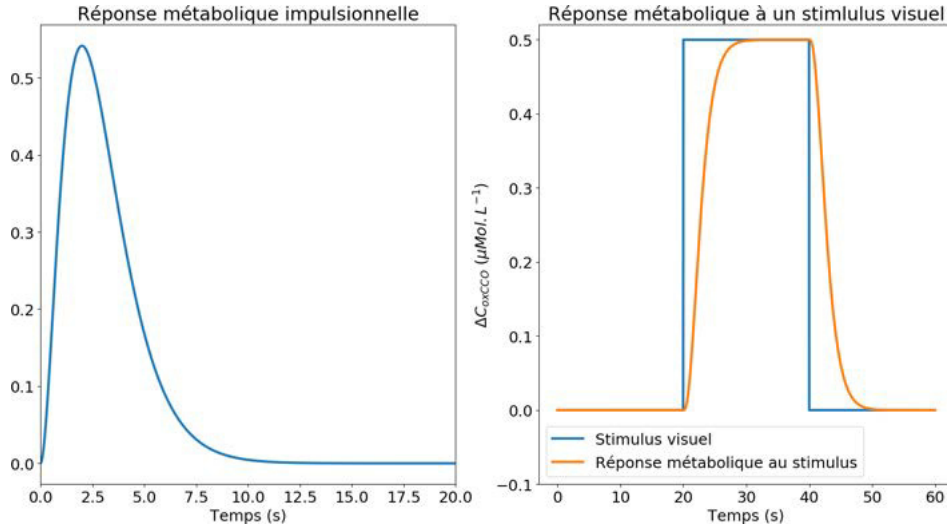 Réponse métabolique impulsionnelle
0.5
0.4
0.3
0.2
0.1
0.0
0.0 2.5 5.0 7.5 10.0 12.5 15.0 17.5 20.0
Temps (s)
Réponse métabolique à un stimlulus visuel
ΔC_oxCCO (μMol.L⁻¹)
0.5
0.4
0.3
0.2
0.1
0.0
−0.1
Stimulus visuel
Réponse métabolique au stimulus
0 10 20 30 40 50 60
Temps (s)